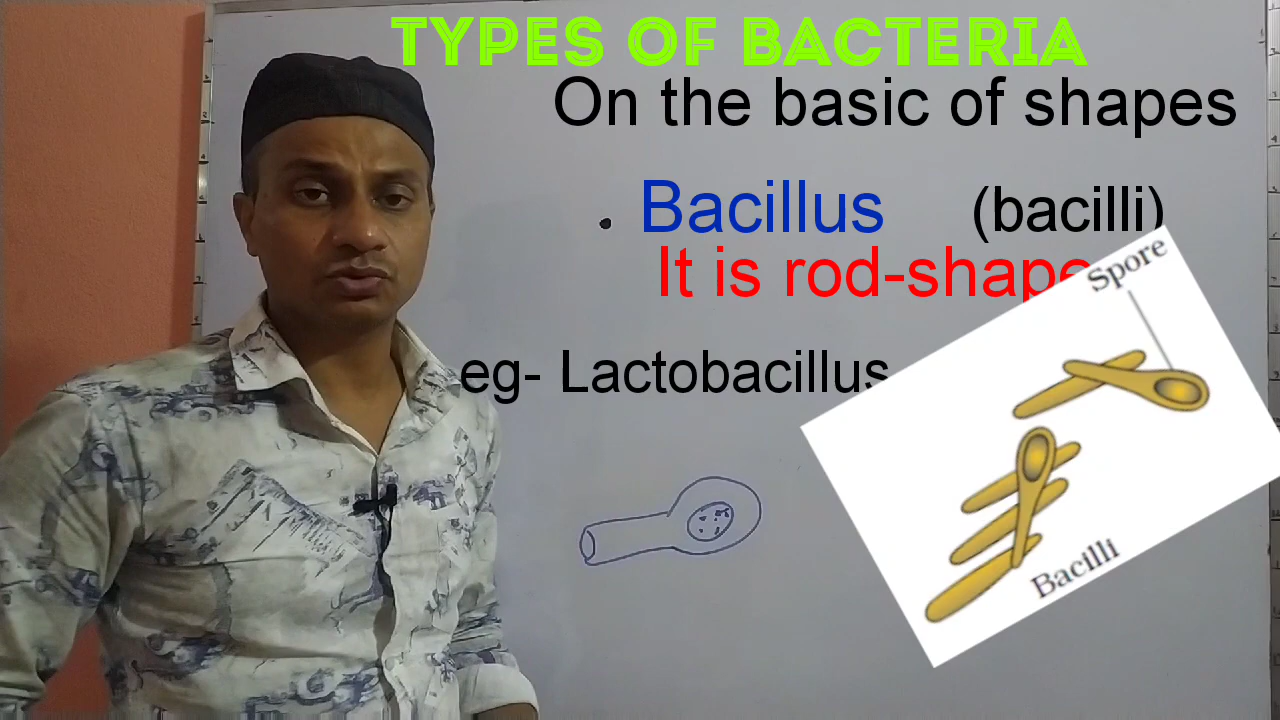 TYPES OF BACTERIA
On the basic of shapes
. Bacillus (bacilli)
It is rod-shape
eg- Lactobacillus
Spore
Bacilli